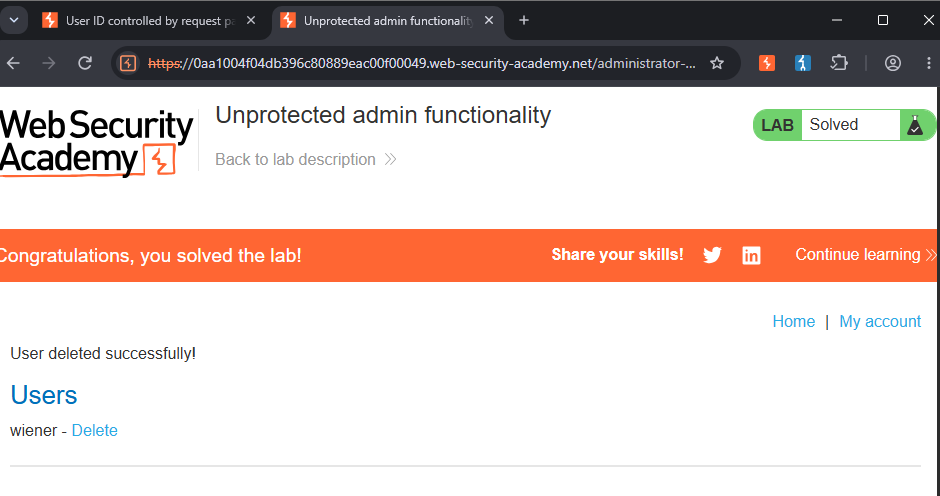 User ID controlled by request p
Unprotected admin functionality
https://0aa1004f04db396c80889eac00f00049.web-security-academy.net/administrator-...
Web Security
Academy
Unprotected admin functionality
Back to lab description
LAB Solved
Congratulations, you solved the lab!
Share your skills!
Continue learning
Home | My account
User deleted successfully!
Users
wiener - Delete